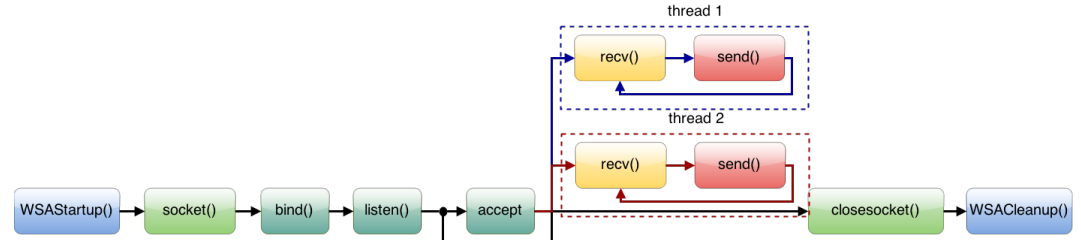 thread 1
recv()
send()
thread 2
recv()
send()
WSAStartup()
socket()
bind()
listen()
accept
closesocket()
WSACleanup()